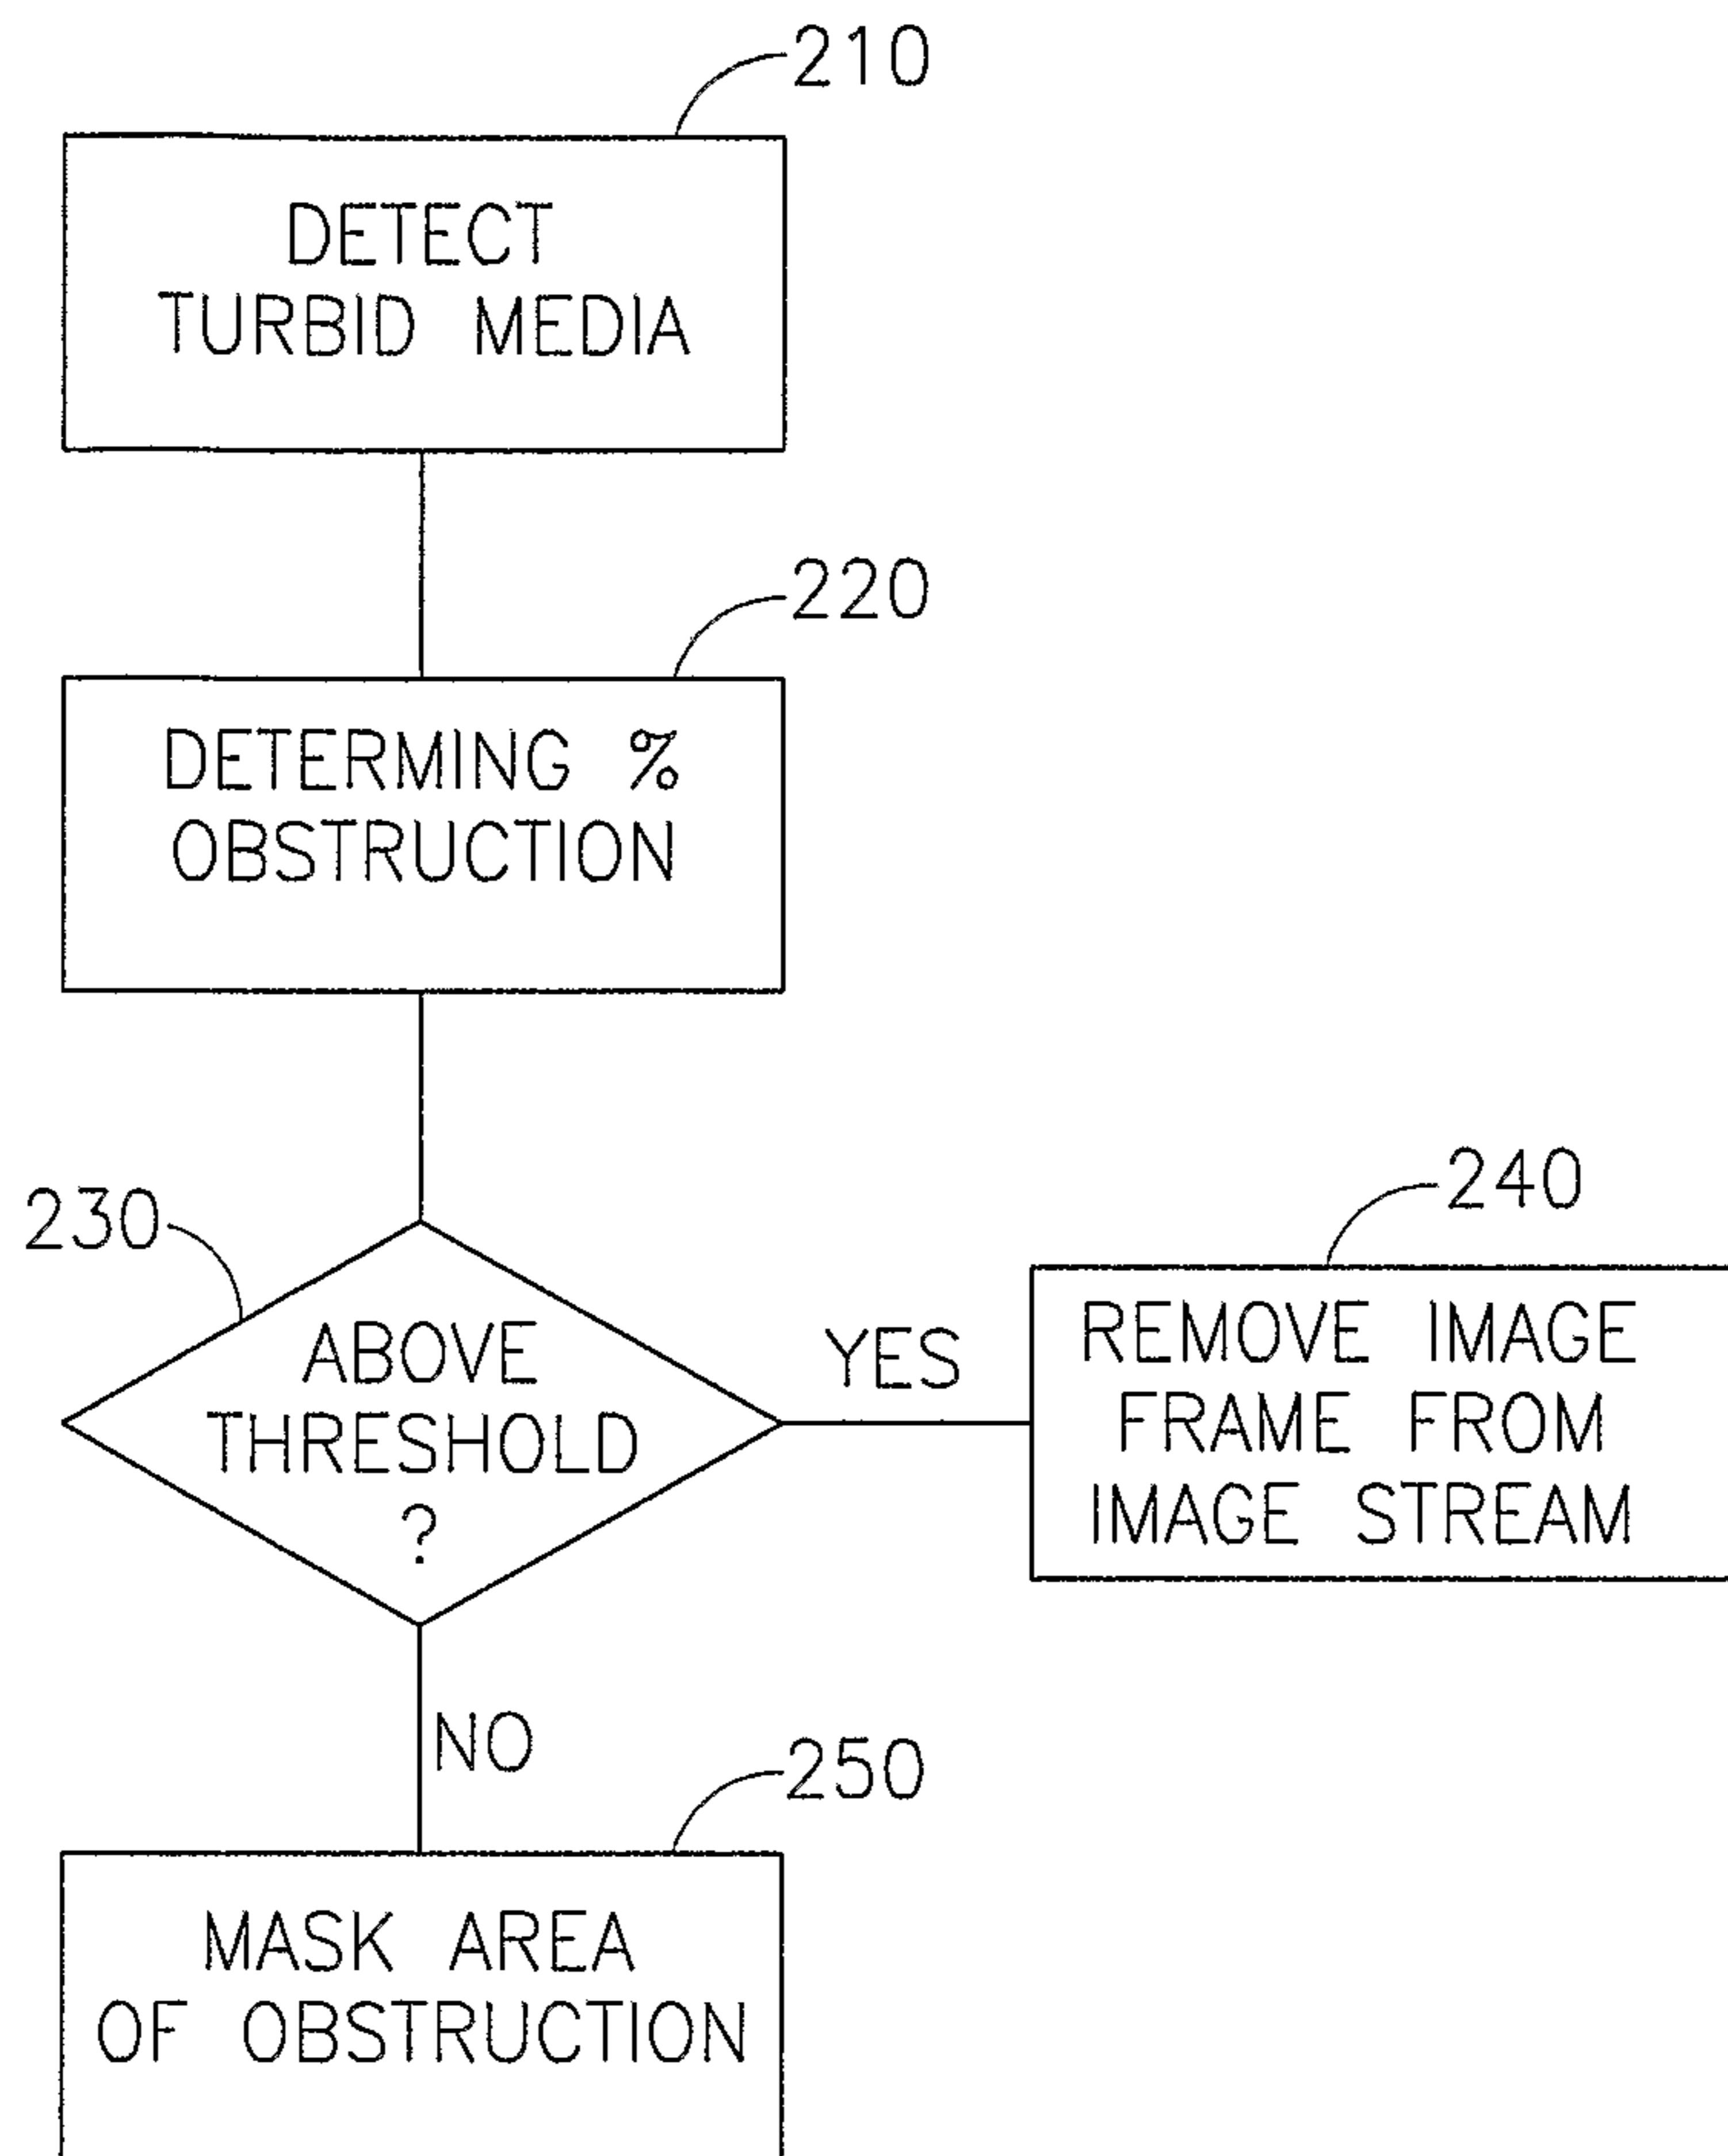 210
DETECT
TURBID MEDIA
220
DETERMING %
OBSTRUCTION
230
ABOVE
THRESHOLD
?
YES
240
REMOVE IMAGE
FRAME FROM
IMAGE STREAM
NO
250
MASK AREA
OF OBSTRUCTION